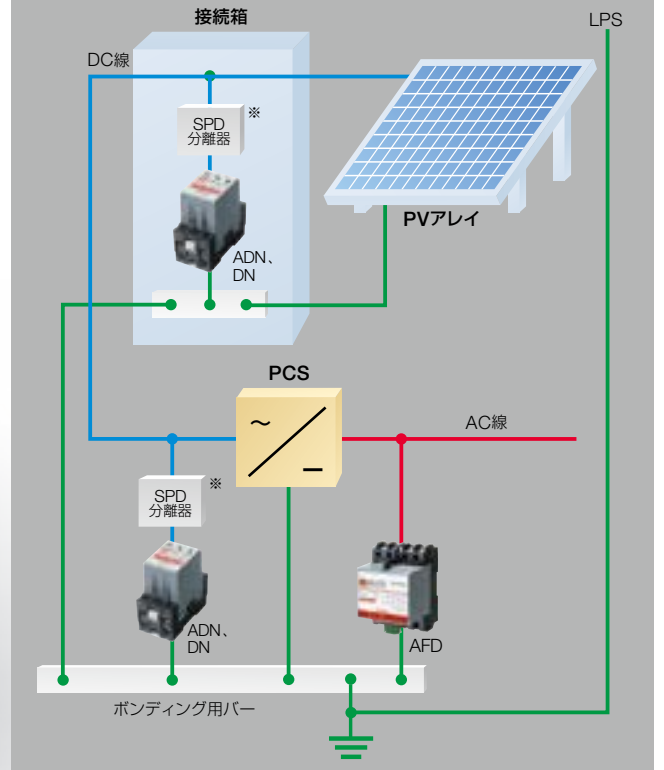 接続箱
LPS
DC線
SPD
分離器
※
PVアレイ
ADN、
DN
PCS
AC線
SPD
分離器
※
ADN、
DN
AFD
ボンディング用バー